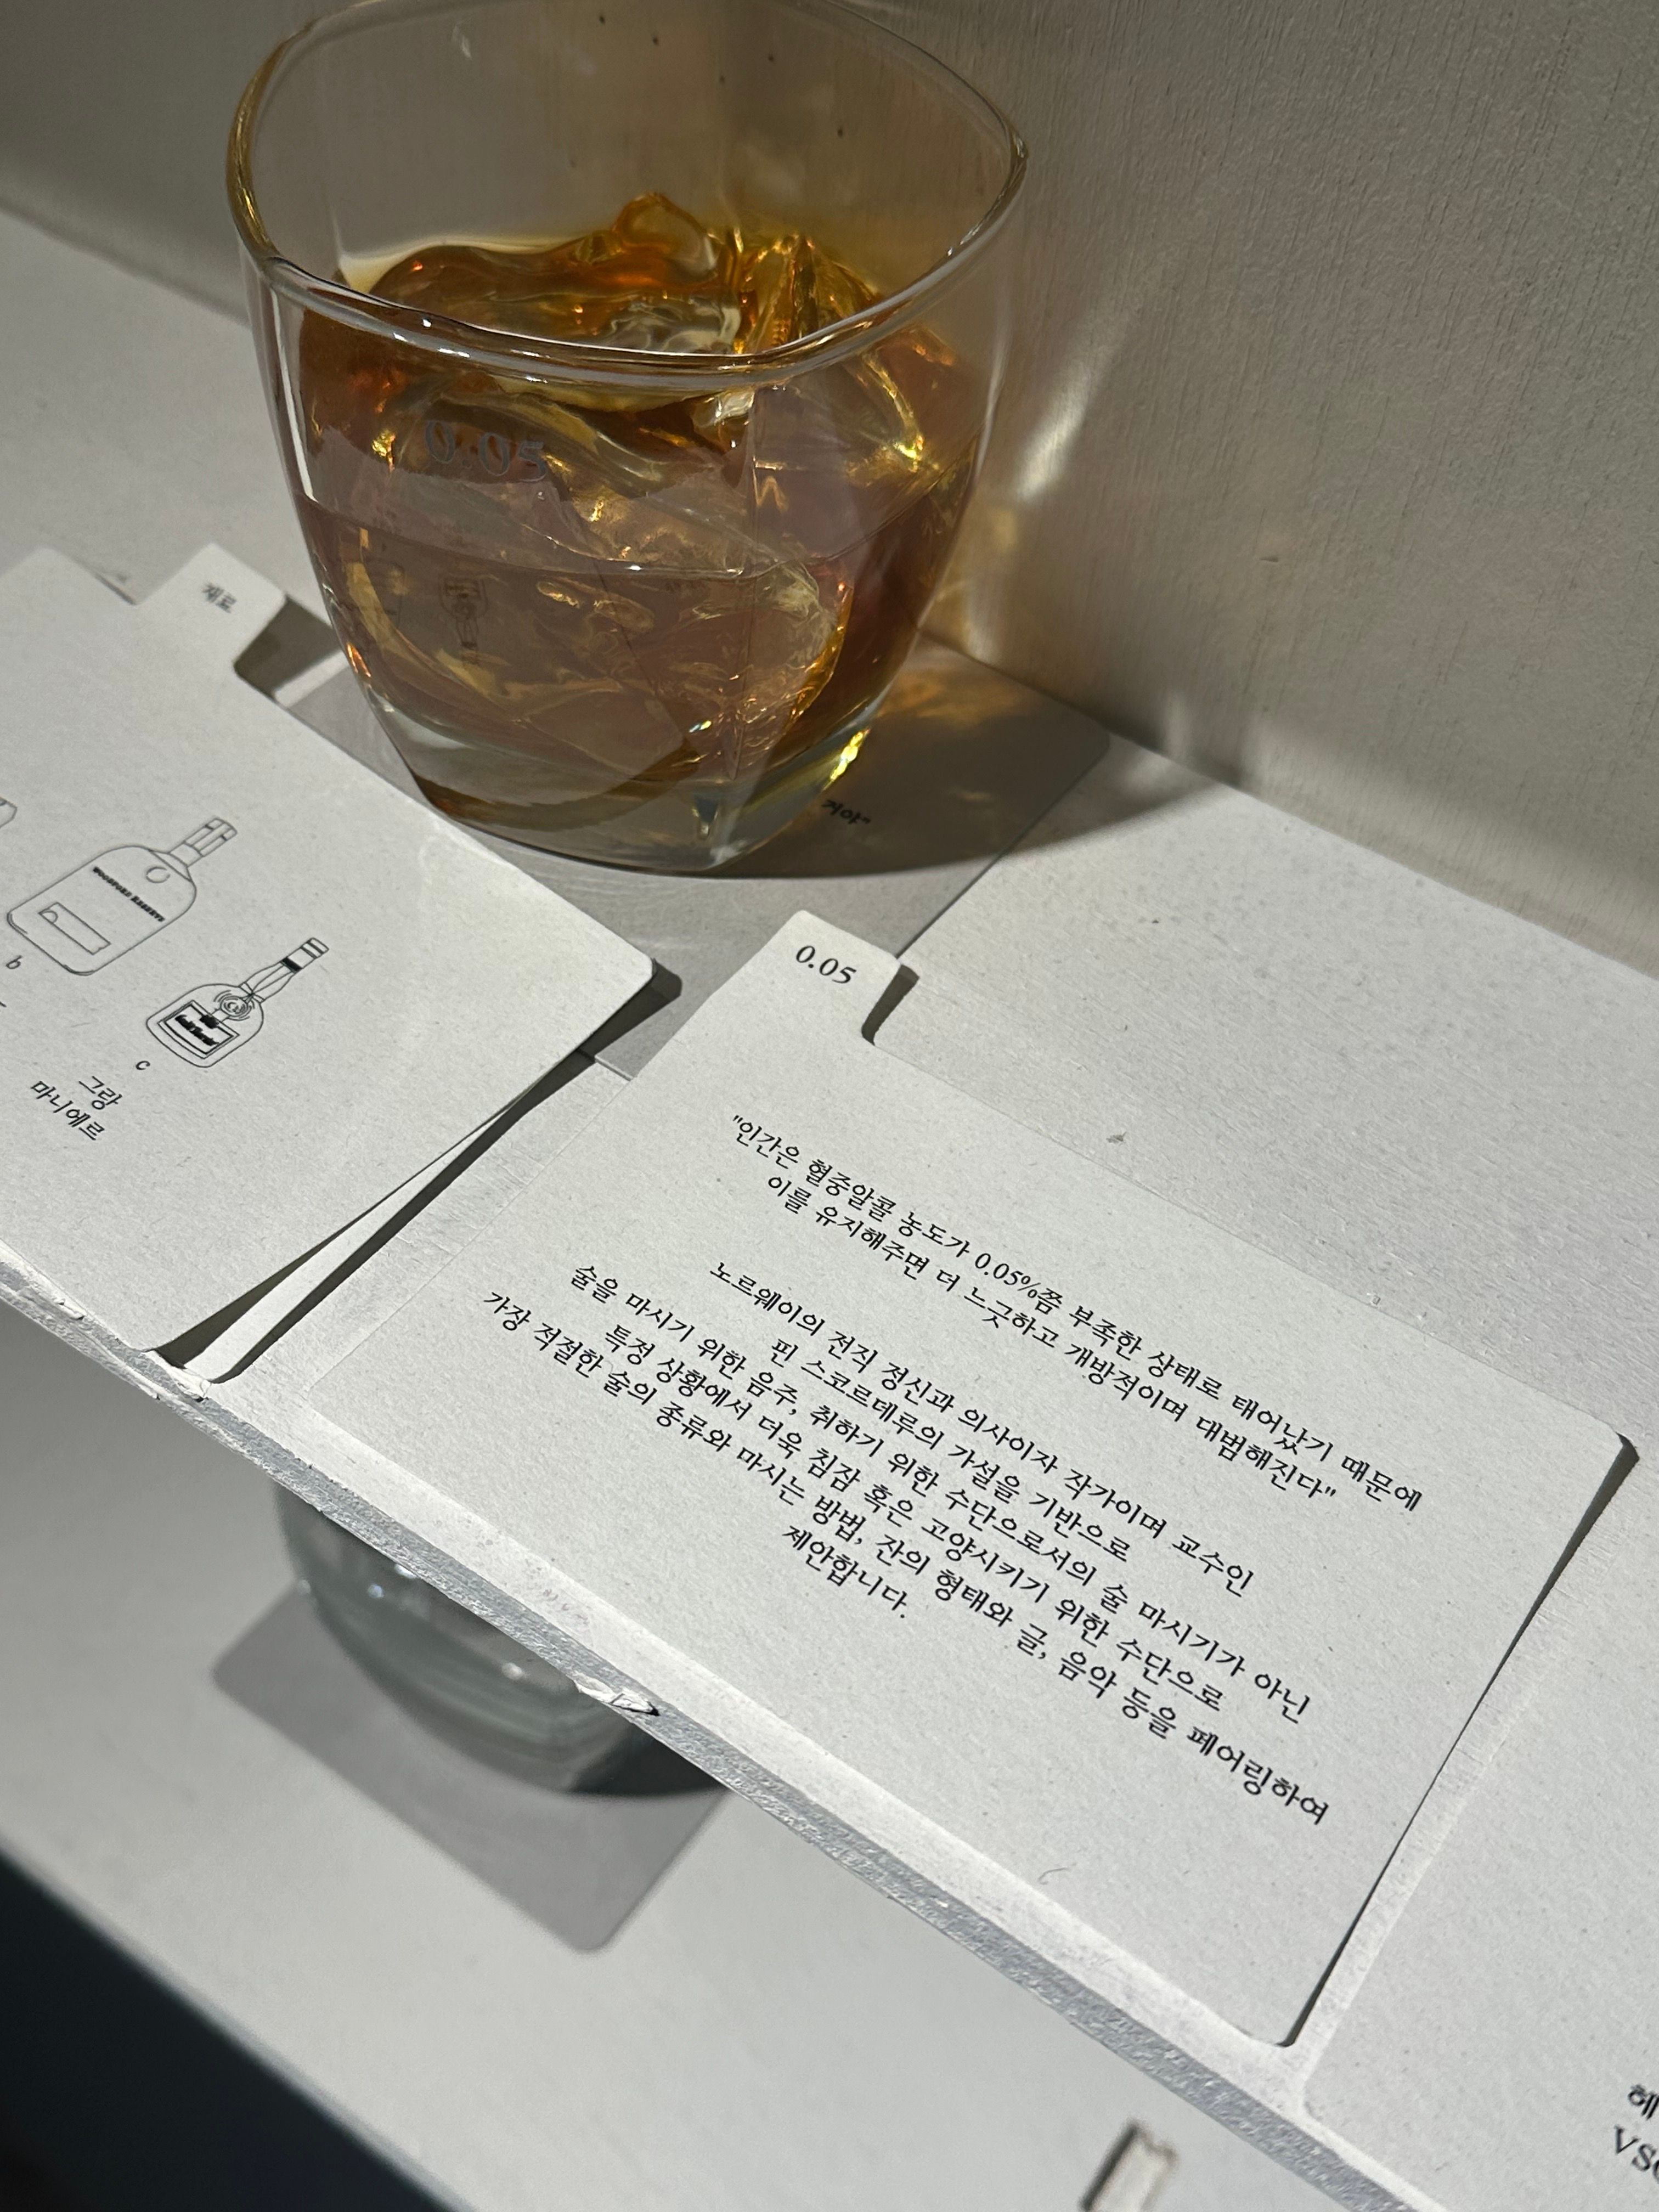 0.05
재료
거야"
WOODFORD RESERVE
b
c
그랑
마니에르
0.05
"인간은 혈중알콜 농도가 0.05%쯤 부족한 상태로 태어났기 때문에
이를 유지해주면 더 느긋하고 개방적이며 대범해진다"
노르웨이의 전직 정신과 의사이자 작가이며 교수인
핀 스코르데루의 가설을 기반으로
술을 마시기 위한 음주, 취하기 위한 수단으로서의 술 마시기가 아닌
특정 상황에서 더욱 침잠 혹은 고양시키기 위한 수단으로
가장 적절한 술의 종류와 마시는 방법, 잔의 형태와 글, 음악 등을 페어링하여
제안합니다.